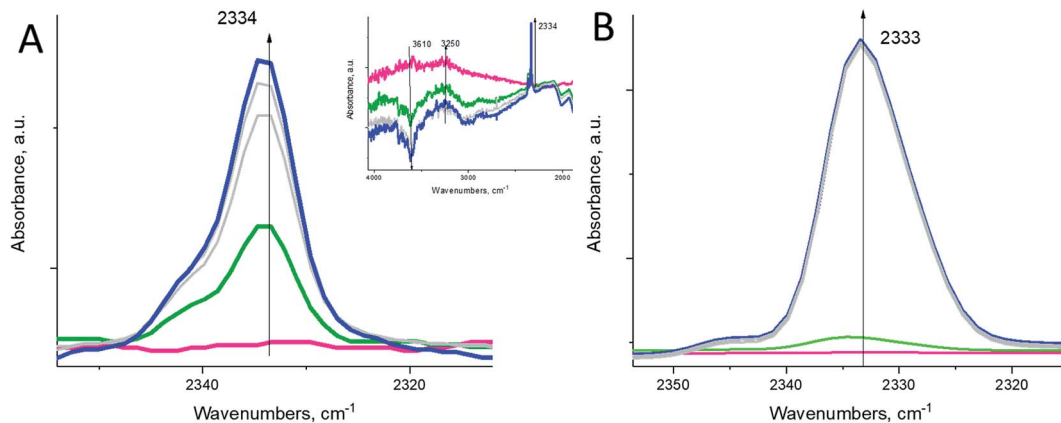 A
2334
Absorbance, a.u.
2340
2320
Wavenumbers, cm-1
2334
3610
3250
Absorbance, a.u.
4000
3000
2000
Wavenumbers, cm-1
B
2333
Absorbance, a.u.
2350
2340
2330
2320
Wavenumbers, cm-1